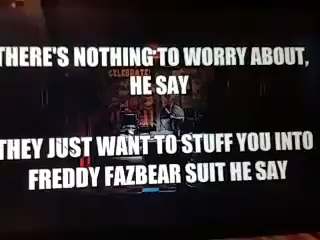 THERE'S NOTHING TO WORRY ABOUT,
HE SAY
CELEBRATE!
THEY JUST WANT TO STUFF YOU INTO
FREDDY FAZBEAR SUIT HE SAY